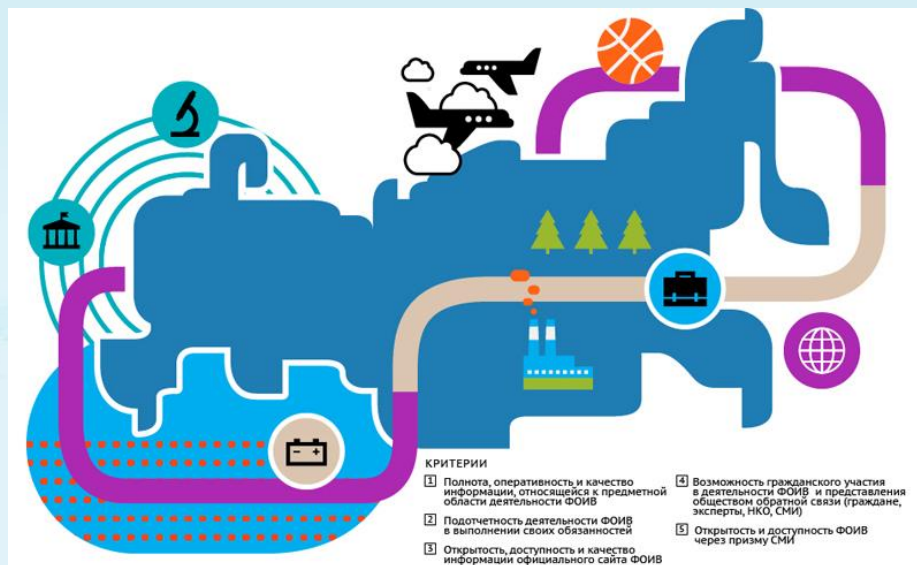 КРИТЕРИИ
1 Полнота, оперативность и качество
информации, относящейся к предметной
области деятельности ФОИВ
2 Подотчетность деятельности ФОИВ
в выполнении своих обязанностей
3 Открытость, доступность и качество
информации официального сайта ФОИВ
4 Возможность гражданского участия
в деятельности ФОИВ и представления
обществом обратной связи (граждане,
эксперты, НКО, СМИ)
5 Открытость и доступность ФОИВ
через призму СМИ